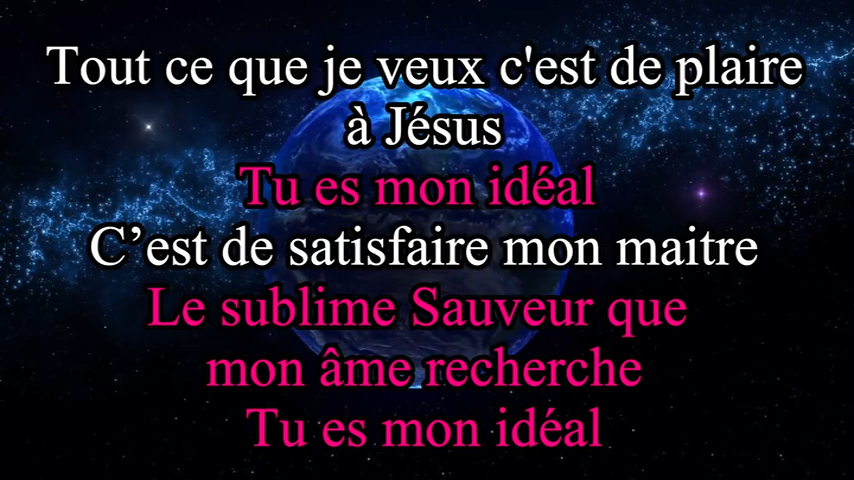 Tout ce que je veux c'est de plaire
à Jésus
Tu es mon idéal
C’est de satisfaire mon maitre
Le sublime Sauveur que
mon âme recherche
Tu es mon idéal